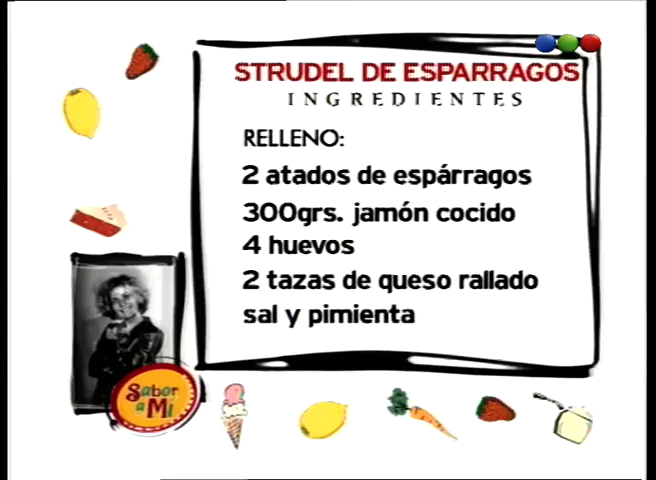 STRUDEL DE ESPARRAGOS
INGREDIENTES
RELLENO:
2 atados de espárragos
300grs. jamón cocido
4 huevos
2 tazas de queso rallado
sal y pimienta
Sabor
a Mí